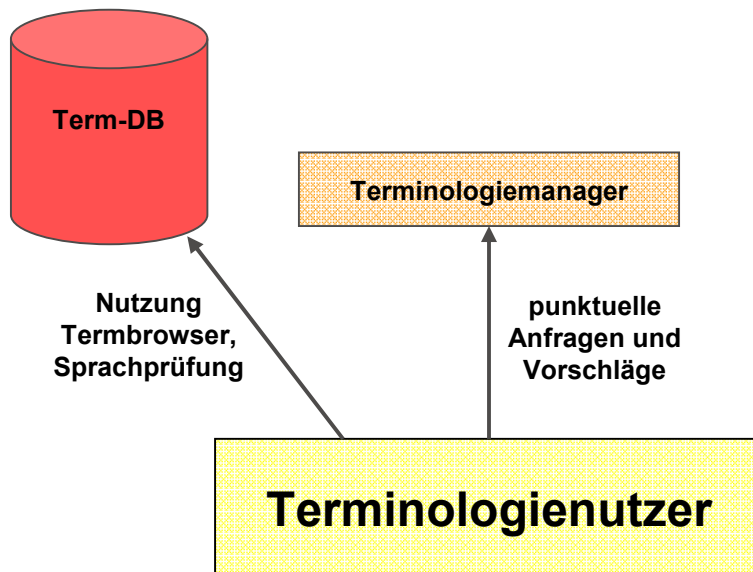 Term-DB
Terminologiemanager
Nutzung
Termbrowser,
Sprachprüfung
punktuelle
Anfragen und
Vorschläge
Terminologienutzer